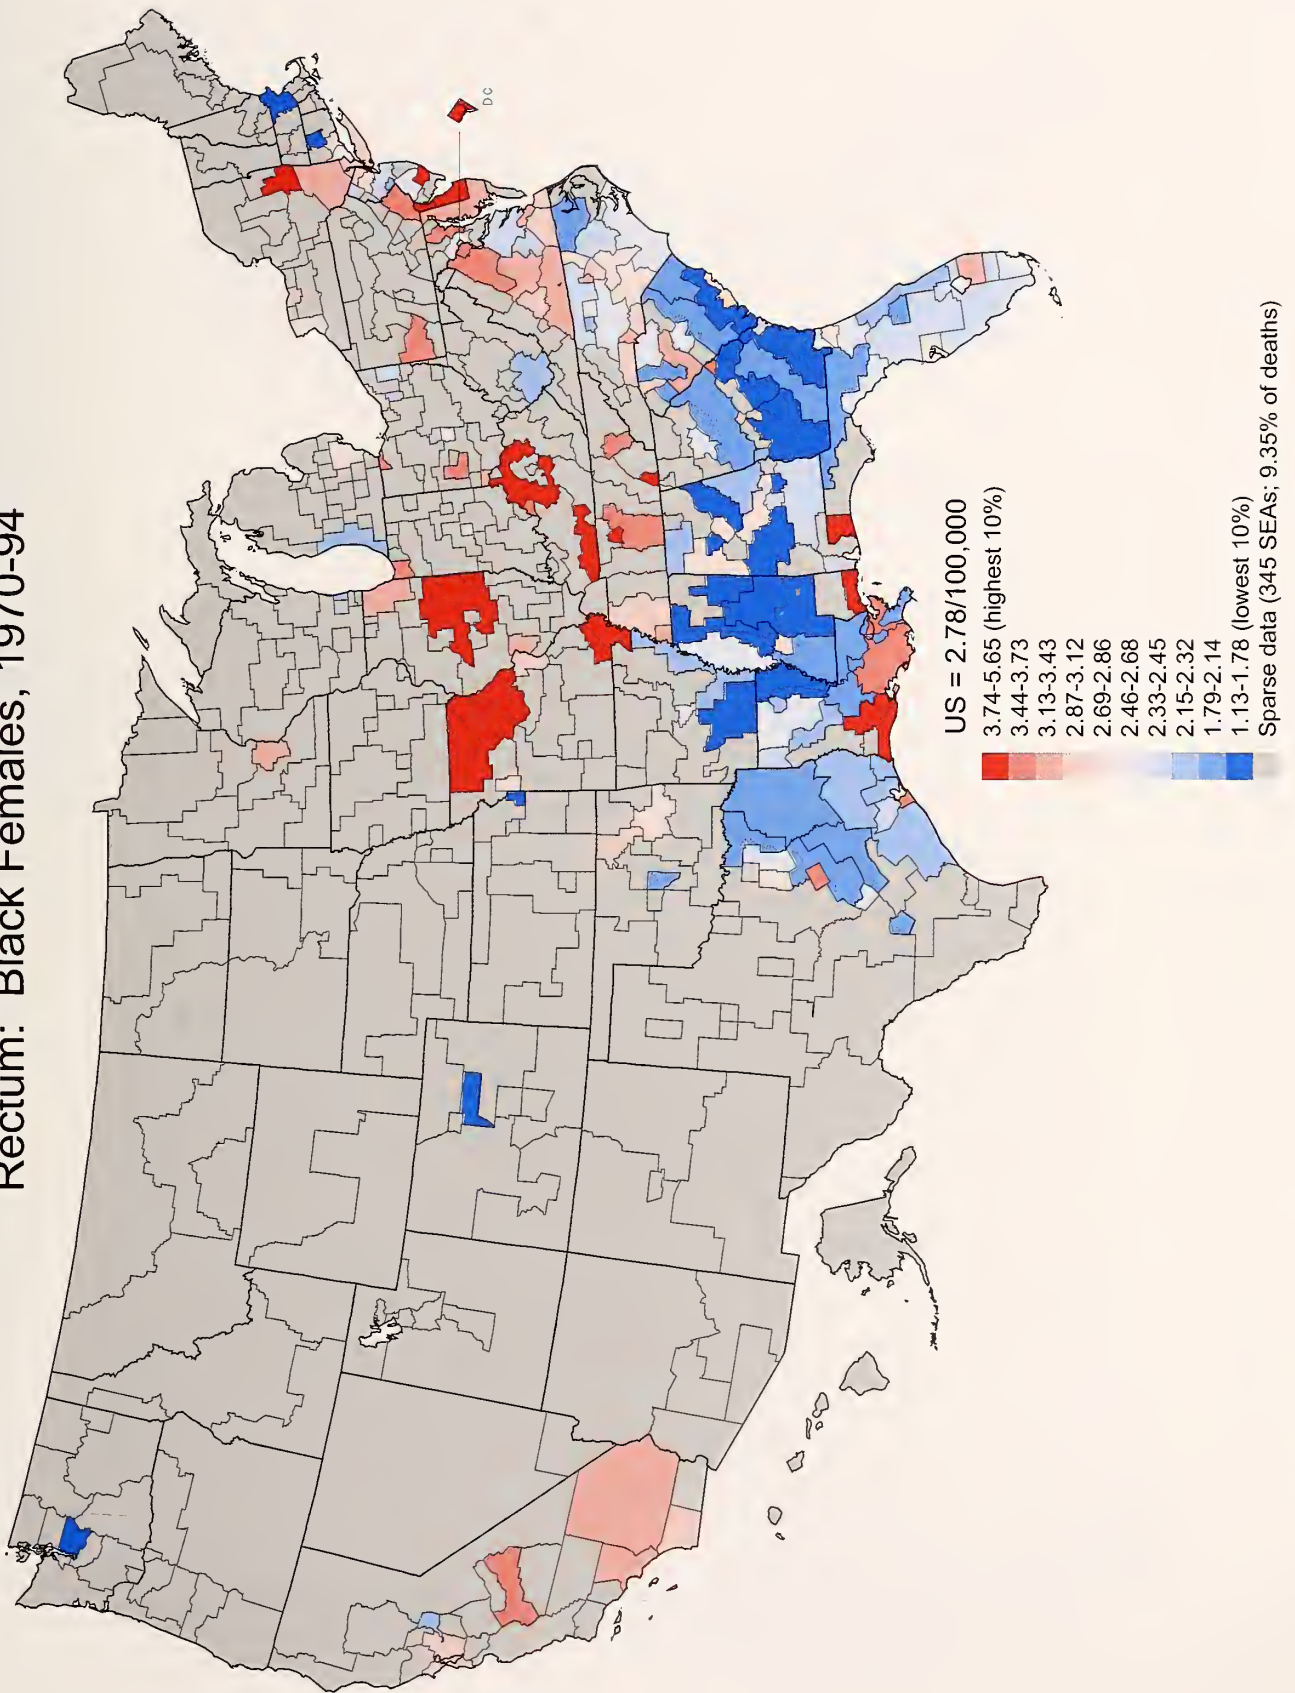 Rectum: Black Females, 1970-94
DC
US = 2.78/100,000
3.74-5.65 (highest 10%)
3.44-3.73
3.13-3.43
2.87-3.12
2.69-2.86
2.46-2.68
2.33-2.45
2.15-2.32
1.79-2.14
1.13-1.78 (lowest 10%)
Sparse data (345 SEAs; 9.35% of deaths)